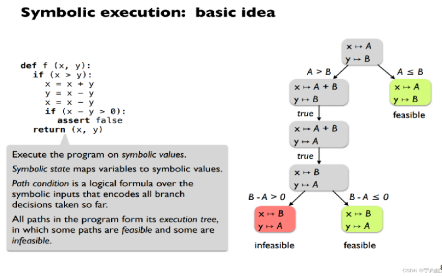 Symbolic execution: basic idea
def f (x, y):
if (x > y):
x = x + y
y = x - y
x = x - y
if (x - y > 0):
assert false
return (x, y)
Execute the program on symbolic values.
Symbolic state maps variables to symbolic values.
Path condition is a logical formula over the
symbolic inputs that encodes all branch
decisions taken so far.
All paths in the program form its execution tree,
in which some paths are feasible and some are
infeasible.
x ↦ A
y ↦ B
A > B
A ≤ B
x ↦ A + B
y ↦ B
x ↦ A
y ↦ B
feasible
true
x ↦ A + B
y ↦ A
true
x ↦ B
y ↦ A
B - A > 0
B - A ≤ 0
x ↦ B
y ↦ A
x ↦ B
y ↦ A
infeasible
feasible